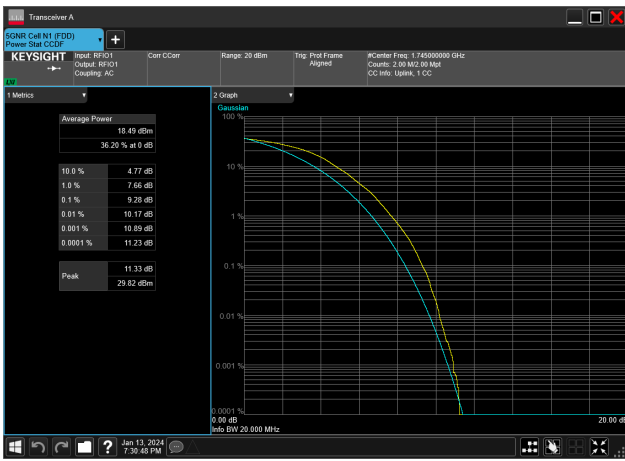 Transceiver A
5GNR Cell N1 (FDD)
Power Stat CCDF
KEYSIGHT
Input: RFIO1
Output: RFIO1
Coupling: AC
Corr CCorr
Range: 20 dBm
Trig: Prot Frame
Aligned
#Center Freq: 1.745000000 GHz
Counts: 2.00 M/2.00 Mpt
CC Info: Uplink, 1 CC
1 Metrics
Average Power
18.49 dBm
36.20 % at 0 dB
10.0 % 4.77 dB
1.0 % 7.66 dB
0.1 % 9.28 dB
0.01 % 10.17 dB
0.001 % 10.89 dB
0.0001 % 11.23 dB
Peak
11.33 dB
29.82 dBm
2 Graph
Gaussian
100 %
10 %
1 %
0.1 %
0.01 %
0.001 %
0.0001 %
0.00 dB
20.00 dB
Info BW 20.000 MHz
Jan 13, 2024
7:30:48 PM